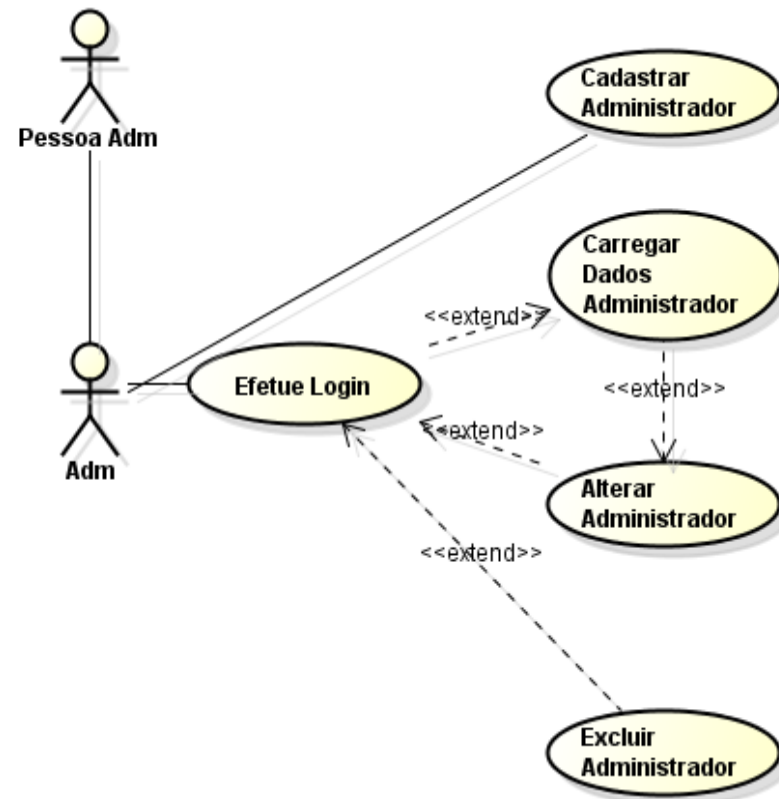 Pessoa Adm
Cadastrar
Administrador
Carregar
Dados
Administrador
<<extend>>
<<extend>>
Efetue Login
<<extend>>
Adm
Alterar
Administrador
<<extend>>
Excluir
Administrador